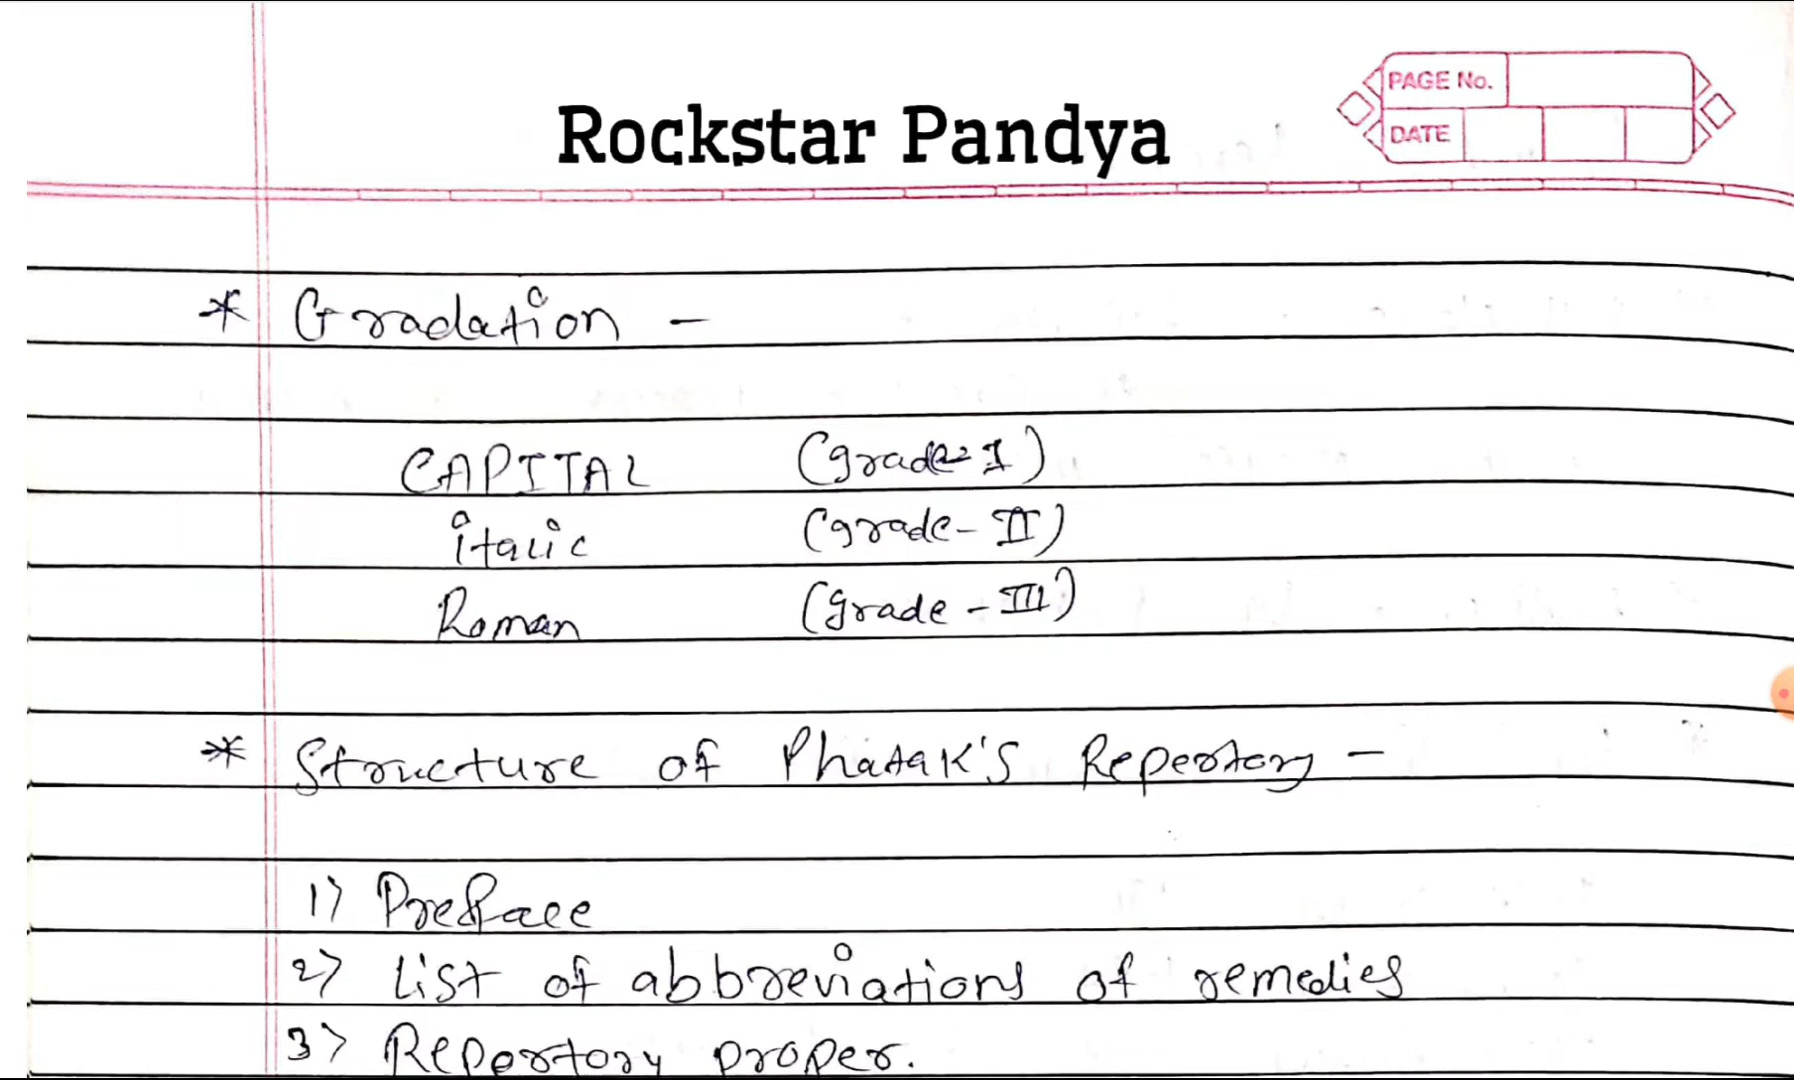 Rockstar Pandya
PAGE No.
DATE
* Gradation -
CAPITAL (grade-I)
italic (grade-II)
Roman (grade-III)
* Structure of Phatak's Repertory -
1) Preface
2) List of abbreviations of remedies
3) Repertory proper.